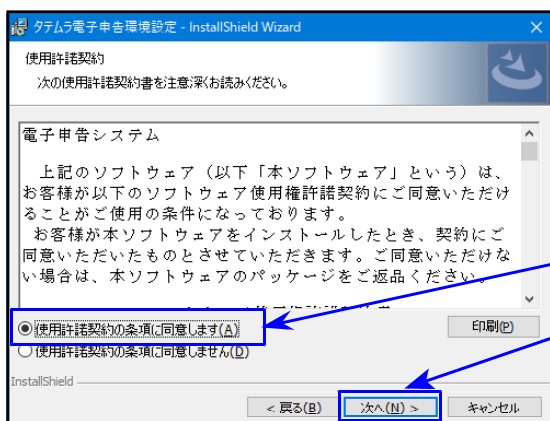 タテムラ電子申告環境設定 - InstallShield Wizard
使用許諾契約
次の使用許諾契約書を注意深くお読みください。
電子申告システム
上記のソフトウェア（以下「本ソフトウェア」という）は、
お客様が以下のソフトウェア使用権許諾契約にご同意いただけ
ることがご使用の条件になっております。
お客様が本ソフトウェアをインストールしたとき、契約にご
同意いただいたものとさせていただきます。ご同意いただけな
い場合は、本ソフトウェアのパッケージをご返品ください。
使用許諾契約の条項に同意します(A)
印刷(P)
使用許諾契約の条項に同意しません(D)
InstallShield
< 戻る(B)
次へ(N) >
キャンセル